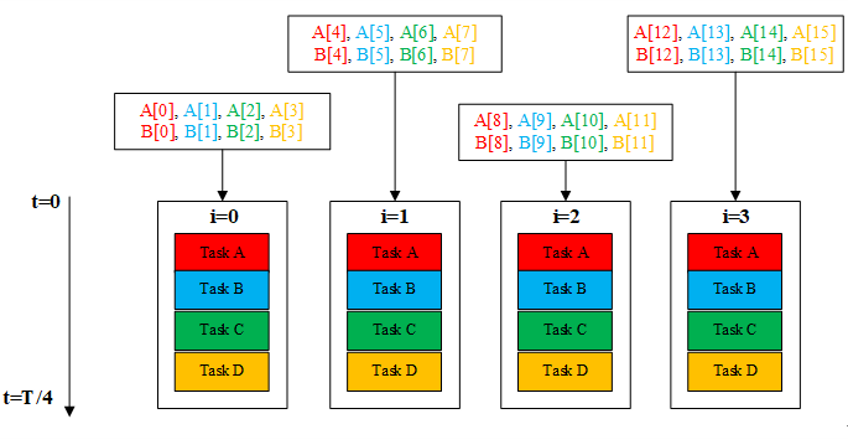 A[4], A[5], A[6], A[7]
B[4], B[5], B[6], B[7]
A[12], A[13], A[14], A[15]
B[12], B[13], B[14], B[15]
A[0], A[1], A[2], A[3]
B[0], B[1], B[2], B[3]
A[8], A[9], A[10], A[11]
B[8], B[9], B[10], B[11]
t=0
i=0
Task A
Task B
Task C
Task D
i=1
Task A
Task B
Task C
Task D
i=2
Task A
Task B
Task C
Task D
i=3
Task A
Task B
Task C
Task D
t=T/4